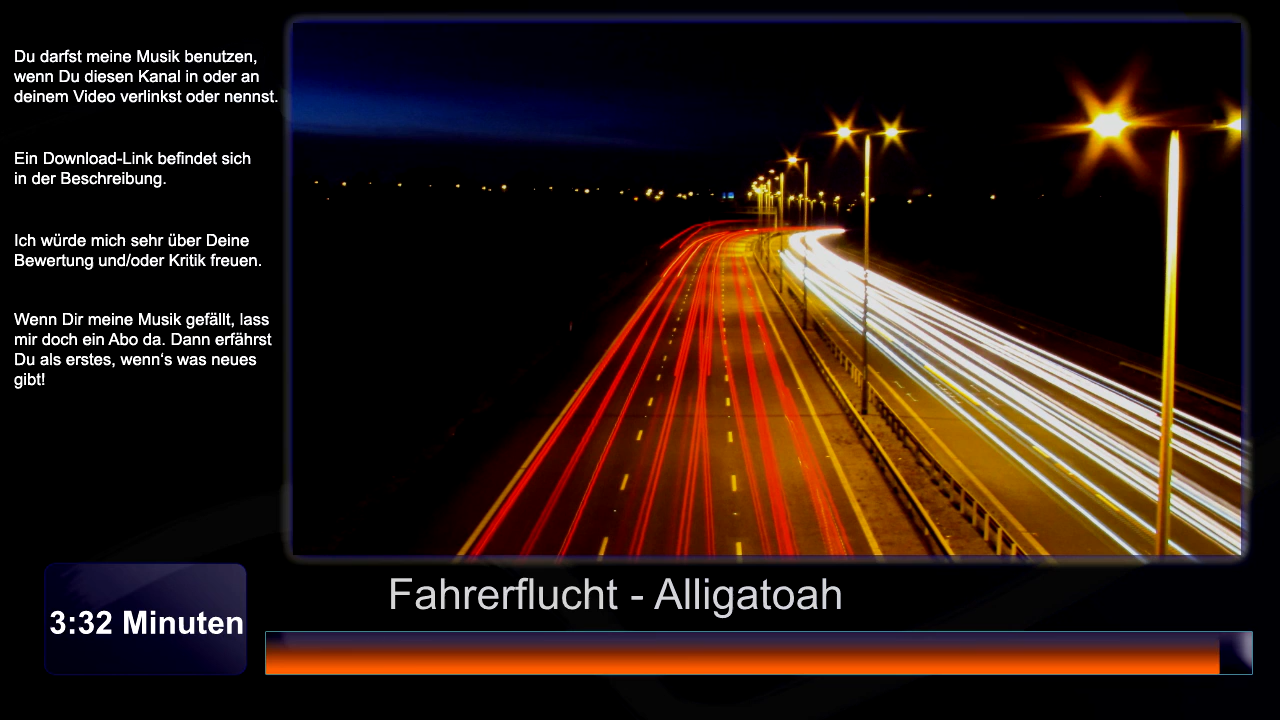 Du darfst meine Musik benutzen,
wenn Du diesen Kanal in oder an
deinem Video verlinkst oder nennst.
Ein Download-Link befindet sich
in der Beschreibung.
Ich würde mich sehr über Deine
Bewertung und/oder Kritik freuen.
Wenn Dir meine Musik gefällt, lass
mir doch ein Abo da. Dann erfährst
Du als erstes, wenn‘s was neues
gibt!
Fahrerflucht - Alligatoah
3:32 Minuten